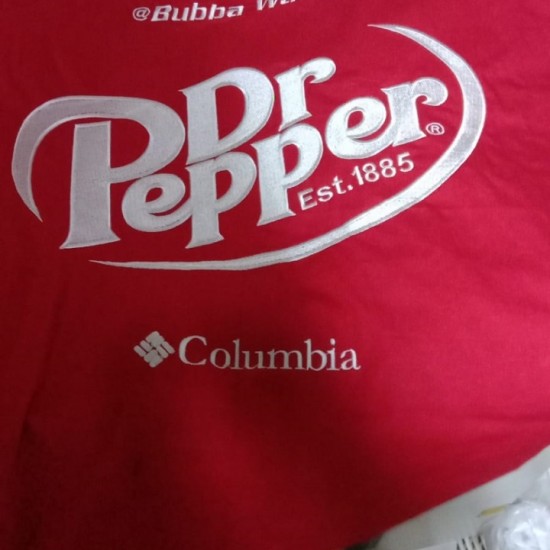 @Bubba
Dr
Pepper®
Est.1885
Columbia